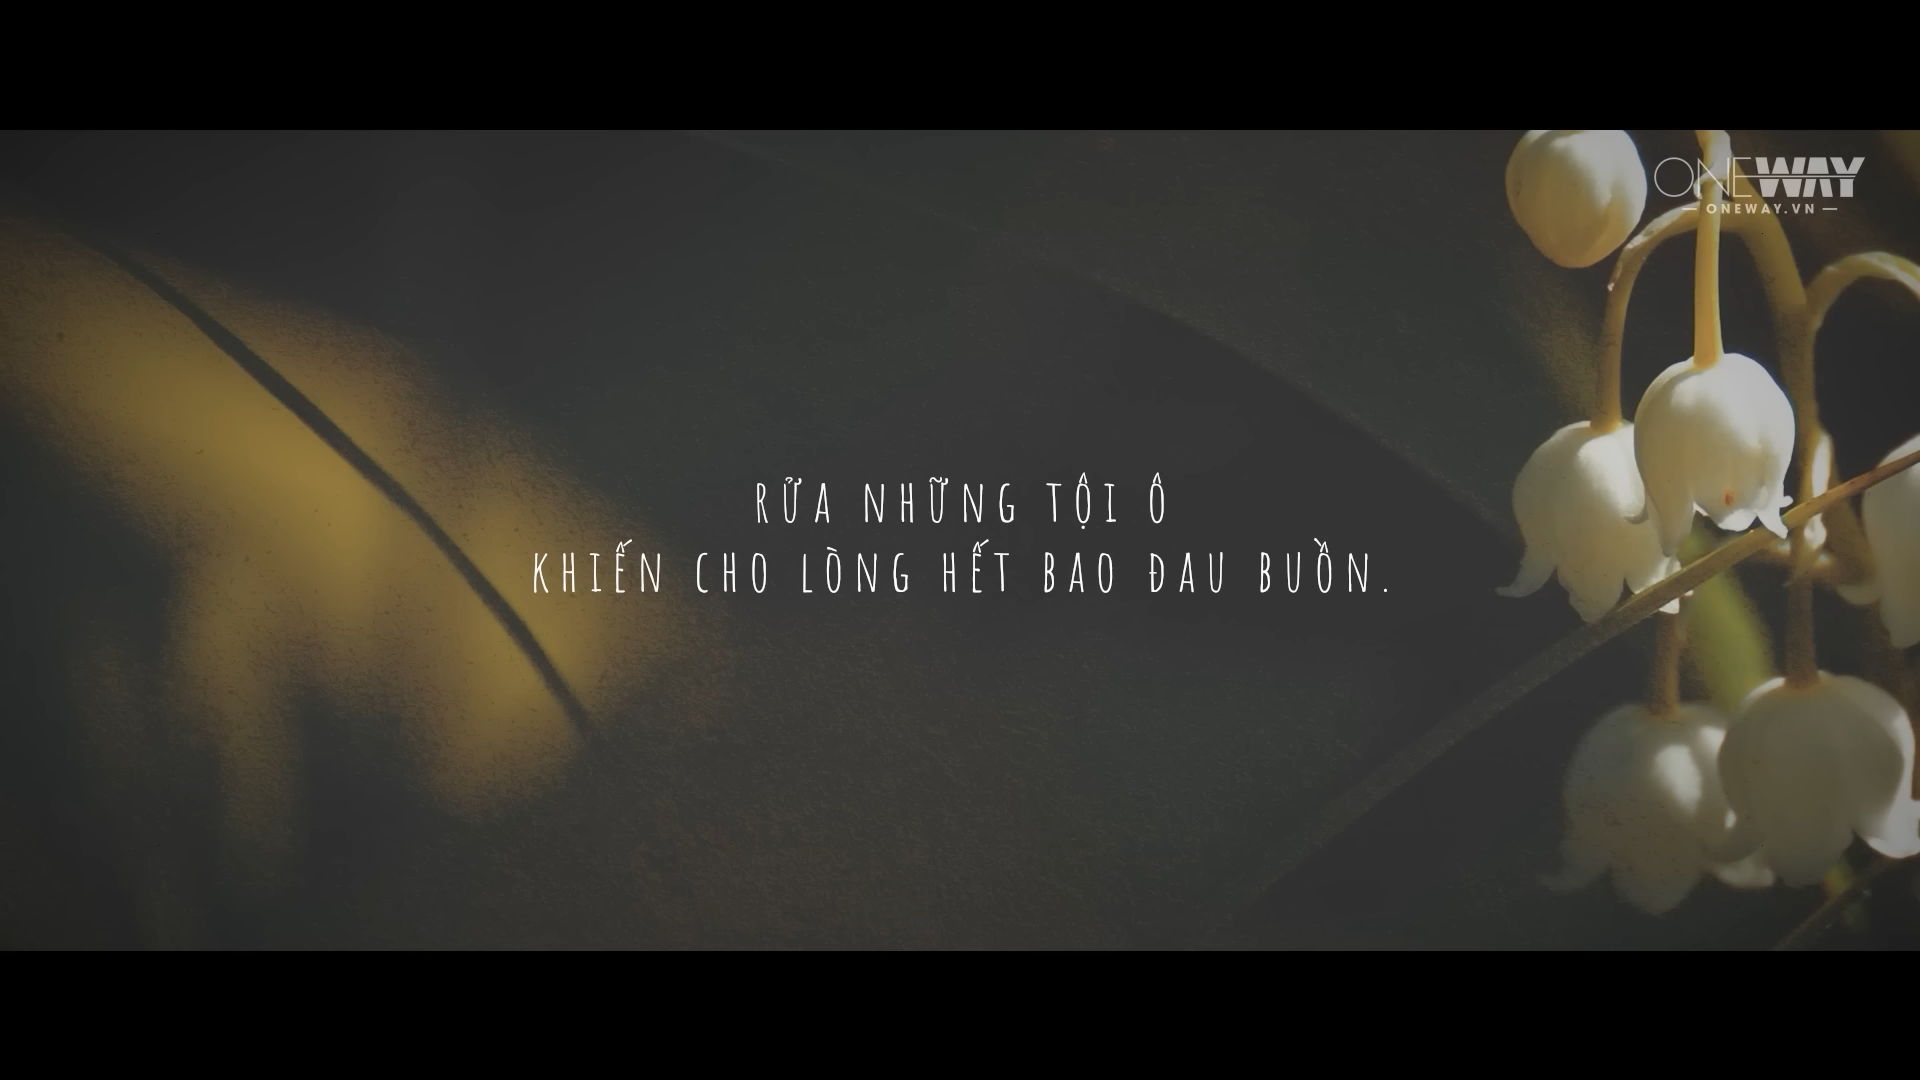 ONEWAY
— ONEWAY.VN —
RỬA NHỮNG TỘI Ô
KHIẾN CHO LÒNG HẾT BAO ĐAU BUỒN.